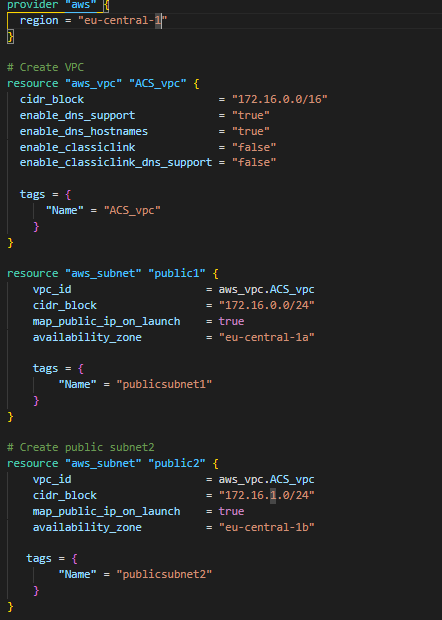 provider "aws" {
  region = "eu-central-1"
}

# Create VPC
resource "aws_vpc" "ACS_vpc" {
  cidr_block                     = "172.16.0.0/16"
  enable_dns_support             = "true"
  enable_dns_hostnames           = "true"
  enable_classiclink             = "false"
  enable_classiclink_dns_support = "false"

  tags = {
      "Name" = "ACS_vpc"
    }
}

resource "aws_subnet" "public1" {
    vpc_id                     = aws_vpc.ACS_vpc
    cidr_block                 = "172.16.0.0/24"
    map_public_ip_on_launch    = true
    availability_zone          = "eu-central-1a"

    tags = {
        "Name" = "publicsubnet1"
    }
}

# Create public subnet2
resource "aws_subnet" "public2" {
    vpc_id                     = aws_vpc.ACS_vpc
    cidr_block                 = "172.16.1.0/24"
    map_public_ip_on_launch    = true
    availability_zone          = "eu-central-1b"

   tags = {
        "Name" = "publicsubnet2"
    }
}